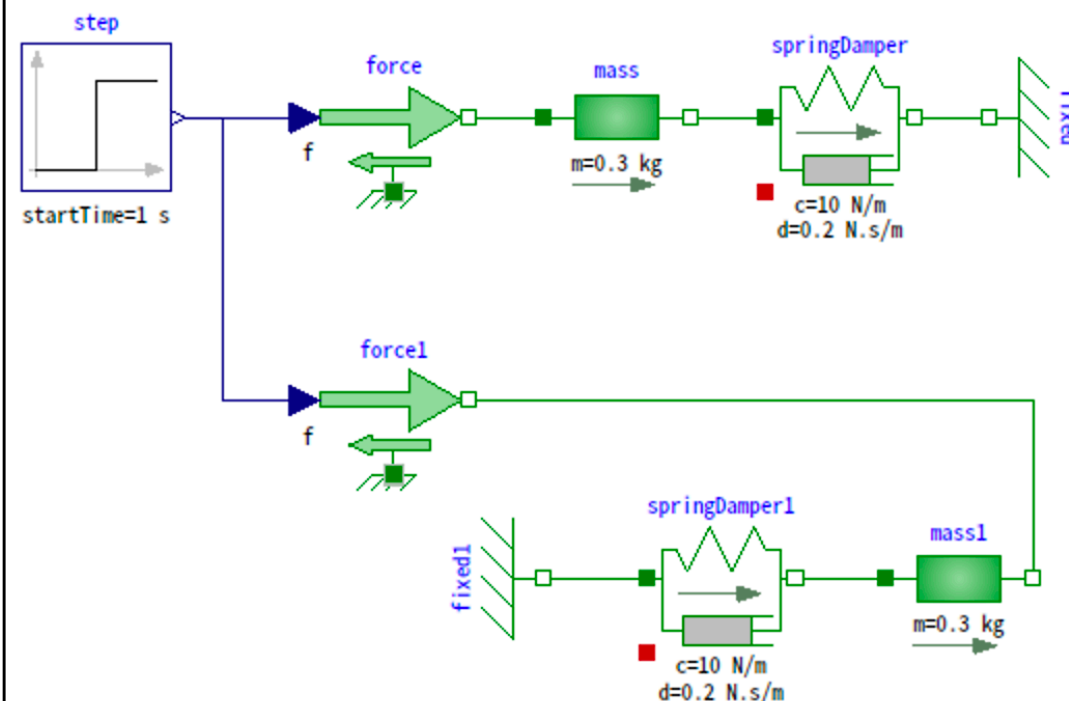 step
force
mass
springDamper
fixed
f
m=0.3 kg
startTime=1 s
c=10 N/m
d=0.2 N.s/m
force1
f
springDamper1
mass1
fixed1
m=0.3 kg
c=10 N/m
d=0.2 N.s/m